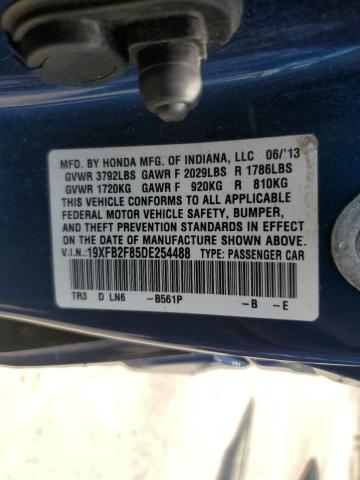 MFD. BY HONDA MFG. OF INDIANA, LLC 06/'13
GVWR 3792LBS GAWR F 2029LBS R 1786LBS
GVWR 1720KG GAWR F 920KG R 810KG
THIS VEHICLE CONFORMS TO ALL APPLICABLE
FEDERAL MOTOR VEHICLE SAFETY, BUMPER,
AND THEFT PREVENTION STANDARDS IN EFFECT ON
THE DATE OF MANUFACTURE SHOWN ABOVE.
V.I.N.:19XFB2F85DE254488 TYPE: PASSENGER CAR
TR3 D LN6 -B561P -B -E